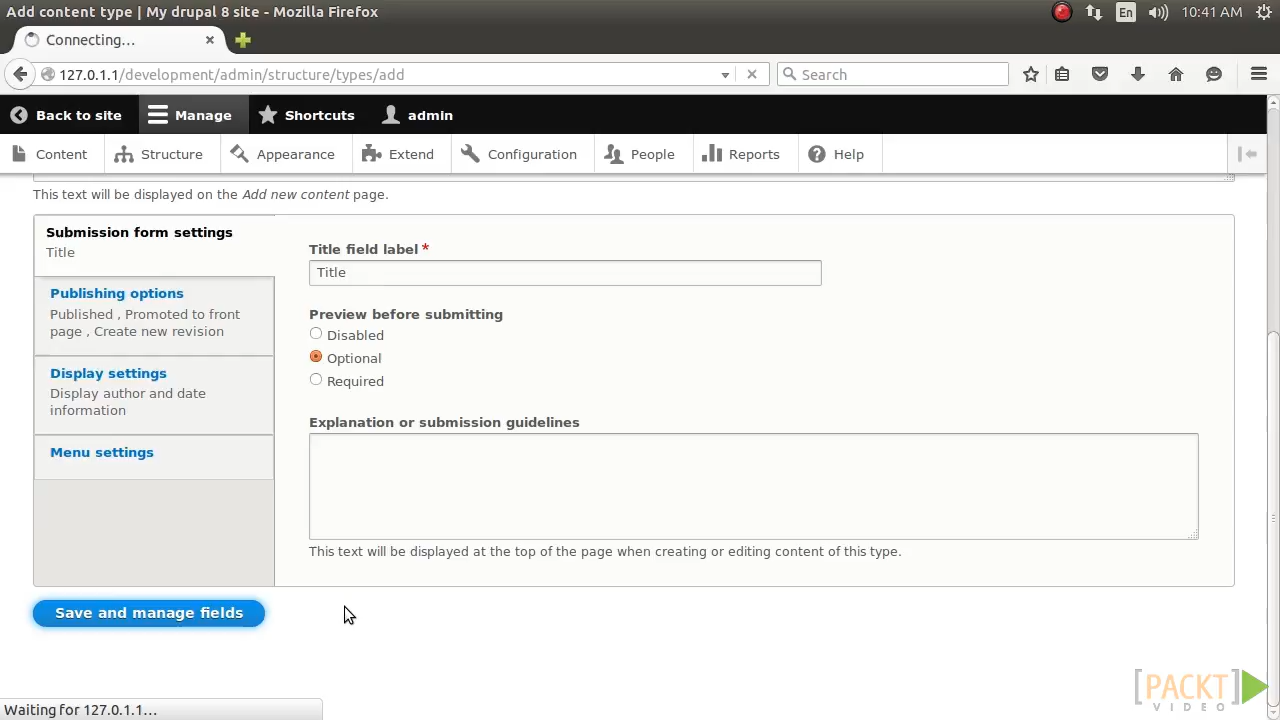 Add content type | My drupal 8 site - Mozilla Firefox
En
10:41 AM
Connecting...
127.0.1.1/development/admin/structure/types/add
Search
Back to site
Manage
Shortcuts
admin
Content
Structure
Appearance
Extend
Configuration
People
Reports
Help
This text will be displayed on the Add new content page.
Submission form settings
Title
Publishing options
Published , Promoted to front
page , Create new revision
Display settings
Display author and date
information
Menu settings
Title field label *
Title
Preview before submitting
Disabled
Optional
Required
Explanation or submission guidelines
This text will be displayed at the top of the page when creating or editing content of this type.
Save and manage fields
Waiting for 127.0.1.1...
[PACKT]
VIDEO